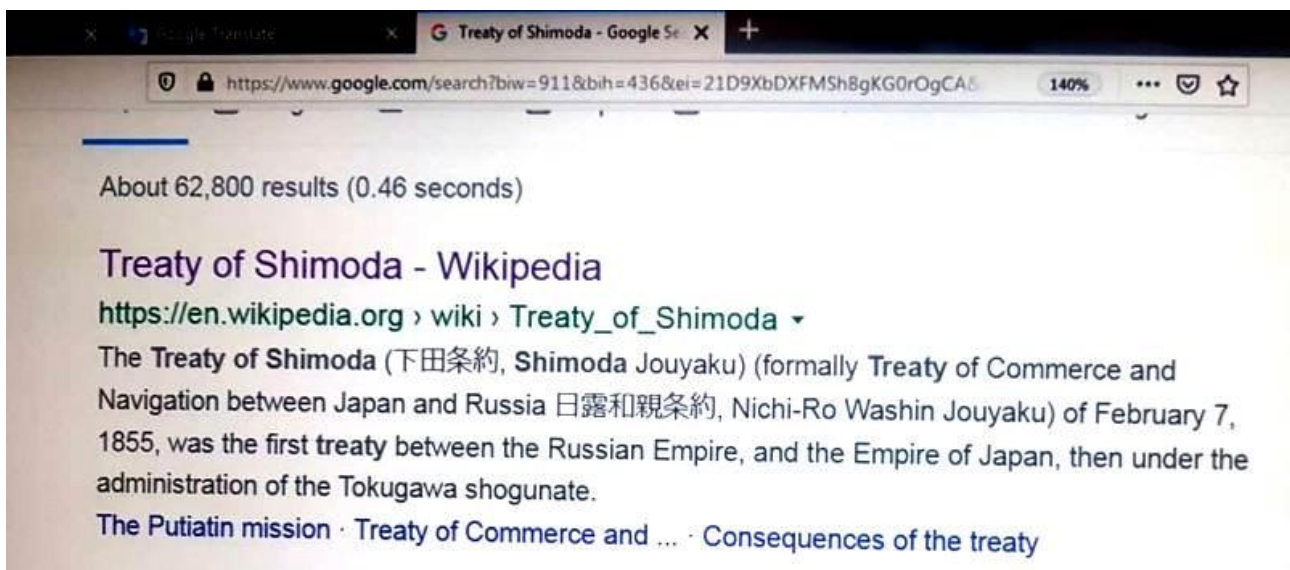 Google Translate
Treaty of Shimoda - Google Se
https://www.google.com/search?biw=911&bih=436&ei=21D9XbDXFMSh8gKG0rOgCA& 140%
About 62,800 results (0.46 seconds)
Treaty of Shimoda - Wikipedia
https://en.wikipedia.org › wiki › Treaty_of_Shimoda
The Treaty of Shimoda (下田条約, Shimoda Jouyaku) (formally Treaty of Commerce and
Navigation between Japan and Russia 日露和親条約, Nichi-Ro Washin Jouyaku) of February 7,
1855, was the first treaty between the Russian Empire, and the Empire of Japan, then under the
administration of the Tokugawa shogunate.
The Putiatin mission · Treaty of Commerce and ... · Consequences of the treaty